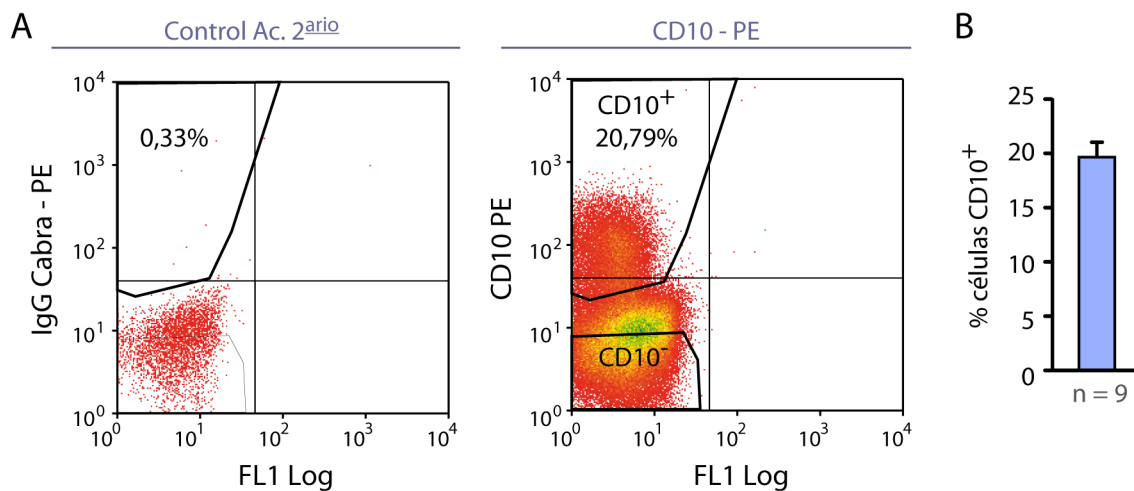 A
Control Ac. 2ario
IgG Cabra - PE
10^4
10^3
10^2
10^1
10^0
0,33%
10^0 10^1 10^2 10^3 10^4
FL1 Log
CD10 - PE
CD10 PE
10^4
10^3
10^2
10^1
10^0
CD10+
20,79%
CD10-
10^0 10^1 10^2 10^3 10^4
FL1 Log
B
% células CD10+
25
20
15
10
5
0
n = 9